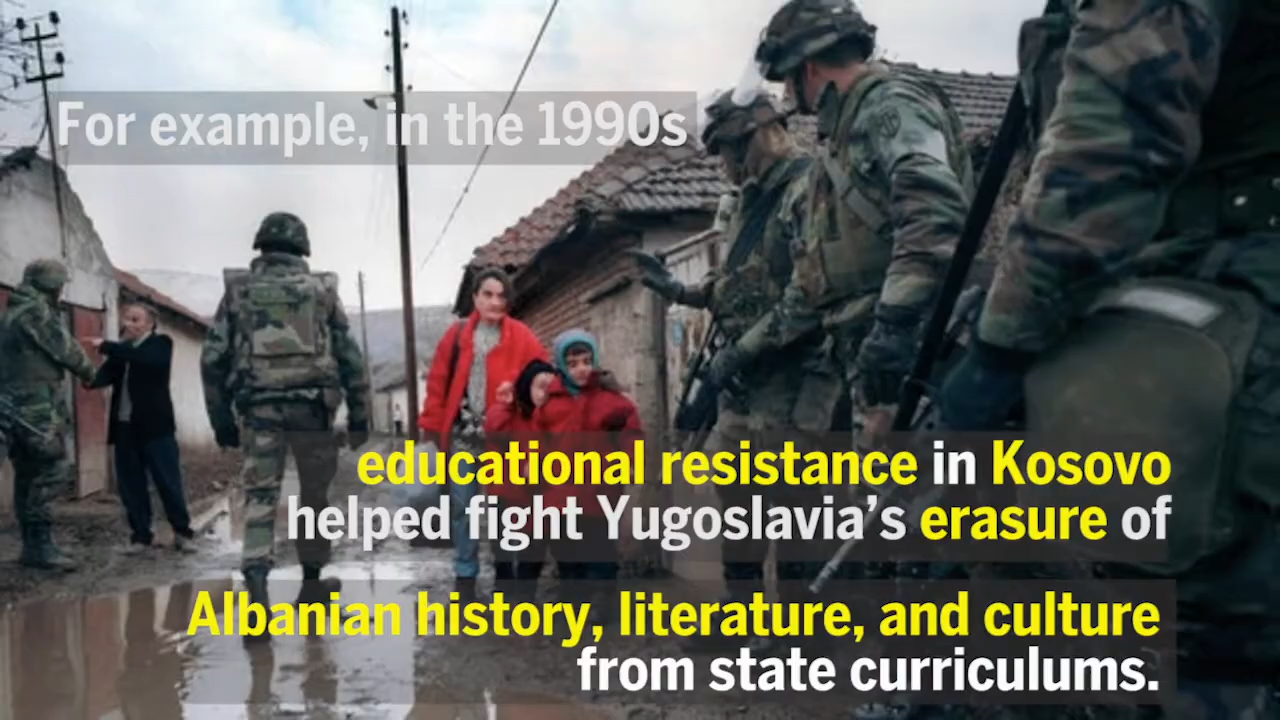 For example, in the 1990s
educational resistance in Kosovo
helped fight Yugoslavia's erasure of
Albanian history, literature, and culture
from state curriculums.